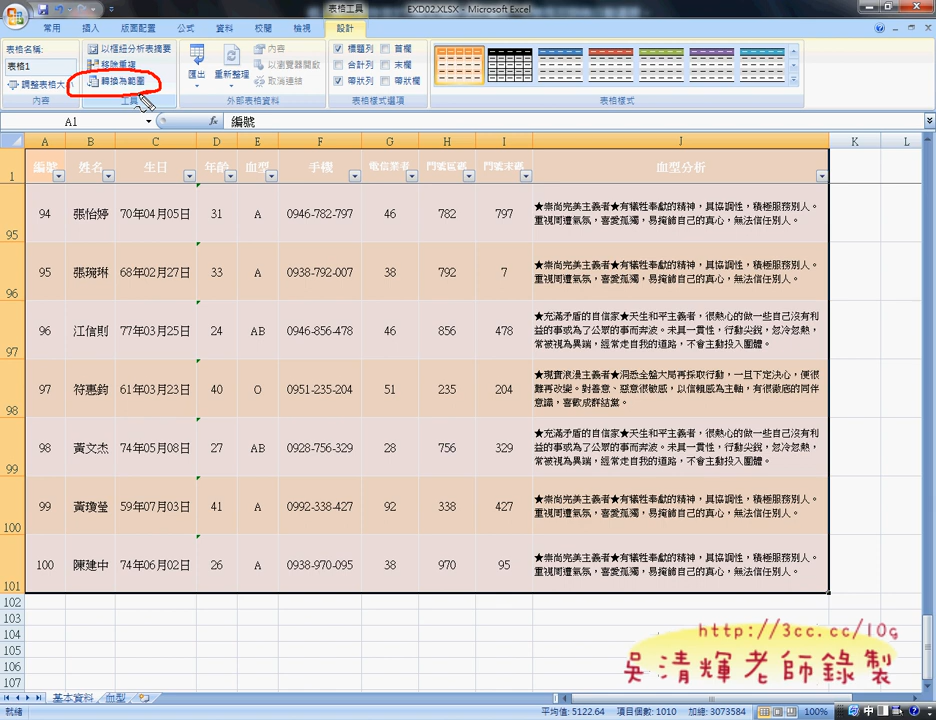 表格工具
EXD02.XLSX - Microsoft Excel
常用 插入 版面配置 公式 資料 校閱 檢視 設計
表格名稱:
表格1
調整表格大
內容
以樞紐分析表摘要
移除重複
轉換為範圍
工具
匯出 重新整理
內容
以瀏覽器開啟
取消連結
外部表格資料
標題列 首欄
合計列 末欄
帶狀列 帶狀欄
表格樣式選項
表格樣式
A1 fx 編號
A B C D E F G H I J K L
1 編號 姓名 生日 年齡 血型 手機 電信業者 門號區碼 門號末碼 血型分析
95 94 張怡婷 70年04月05日 31 A 0946-782-797 46 782 797 ★崇尚完美主義者★有犧牲奉獻的精神，具協調性，積極服務別人。
重視周遭氣氛，喜愛孤獨，易掩飾自己的真心，無法信任別人。
96 95 張琬琳 68年02月27日 33 A 0938-792-007 38 792 7 ★崇尚完美主義者★有犧牲奉獻的精神，具協調性，積極服務別人。
重視周遭氣氛，喜愛孤獨，易掩飾自己的真心，無法信任別人。
97 96 江信則 77年03月25日 24 AB 0946-856-478 46 856 478 ★充滿矛盾的自信家★天生和平主義者，很熱心的做一些自己沒有利
益的事或為了公眾的事而奔波。未具一貫性，行動尖銳，忽冷忽熱，
常被視為異端，經常走自我的道路，不會主動投入團體。
98 97 符惠鈞 61年03月23日 40 O 0951-235-204 51 235 204 ★現實浪漫主義者★洞悉全盤大局再採取行動，一旦下定決心，便很
難再改變。對善意、惡意很敏感，以信賴感為主軸，有很徹底的同伴
意識，喜歡成群結黨。
99 98 黃文杰 74年05月08日 27 AB 0928-756-329 28 756 329 ★充滿矛盾的自信家★天生和平主義者，很熱心的做一些自己沒有利
益的事或為了公眾的事而奔波。未具一貫性，行動尖銳，忽冷忽熱，
常被視為異端，經常走自我的道路，不會主動投入團體。
100 99 黃瓊瑩 59年07月03日 41 A 0992-338-427 92 338 427 ★崇尚完美主義者★有犧牲奉獻的精神，具協調性，積極服務別人。
重視周遭氣氛，喜愛孤獨，易掩飾自己的真心，無法信任別人。
101 100 陳建中 74年06月02日 26 A 0938-970-095 38 970 95 ★崇尚完美主義者★有犧牲奉獻的精神，具協調性，積極服務別人。
重視周遭氣氛，喜愛孤獨，易掩飾自己的真心，無法信任別人。
102
103
104
105
106
107
http://3cc.cc/10g
吳清輝老師錄製
基本資料 血型
就緒 平均值: 5122.64 項目個數: 1010 加總: 3073584 100% 中